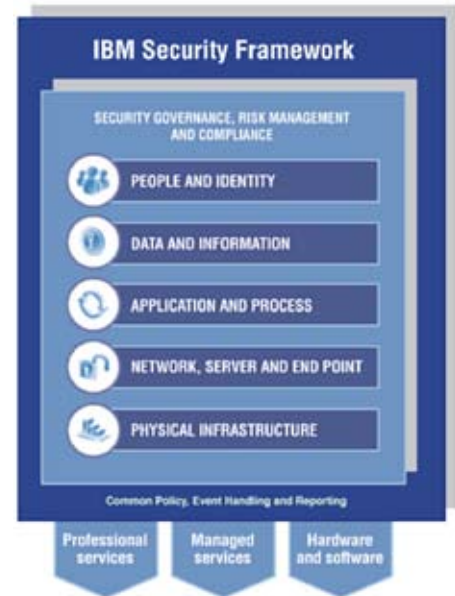 IBM Security Framework
SECURITY GOVERNANCE, RISK MANAGEMENT
AND COMPLIANCE
PEOPLE AND IDENTITY
DATA AND INFORMATION
APPLICATION AND PROCESS
NETWORK, SERVER AND END POINT
PHYSICAL INFRASTRUCTURE
Common Policy, Event Handling and Reporting
Professional
services
Managed
services
Hardware
and software